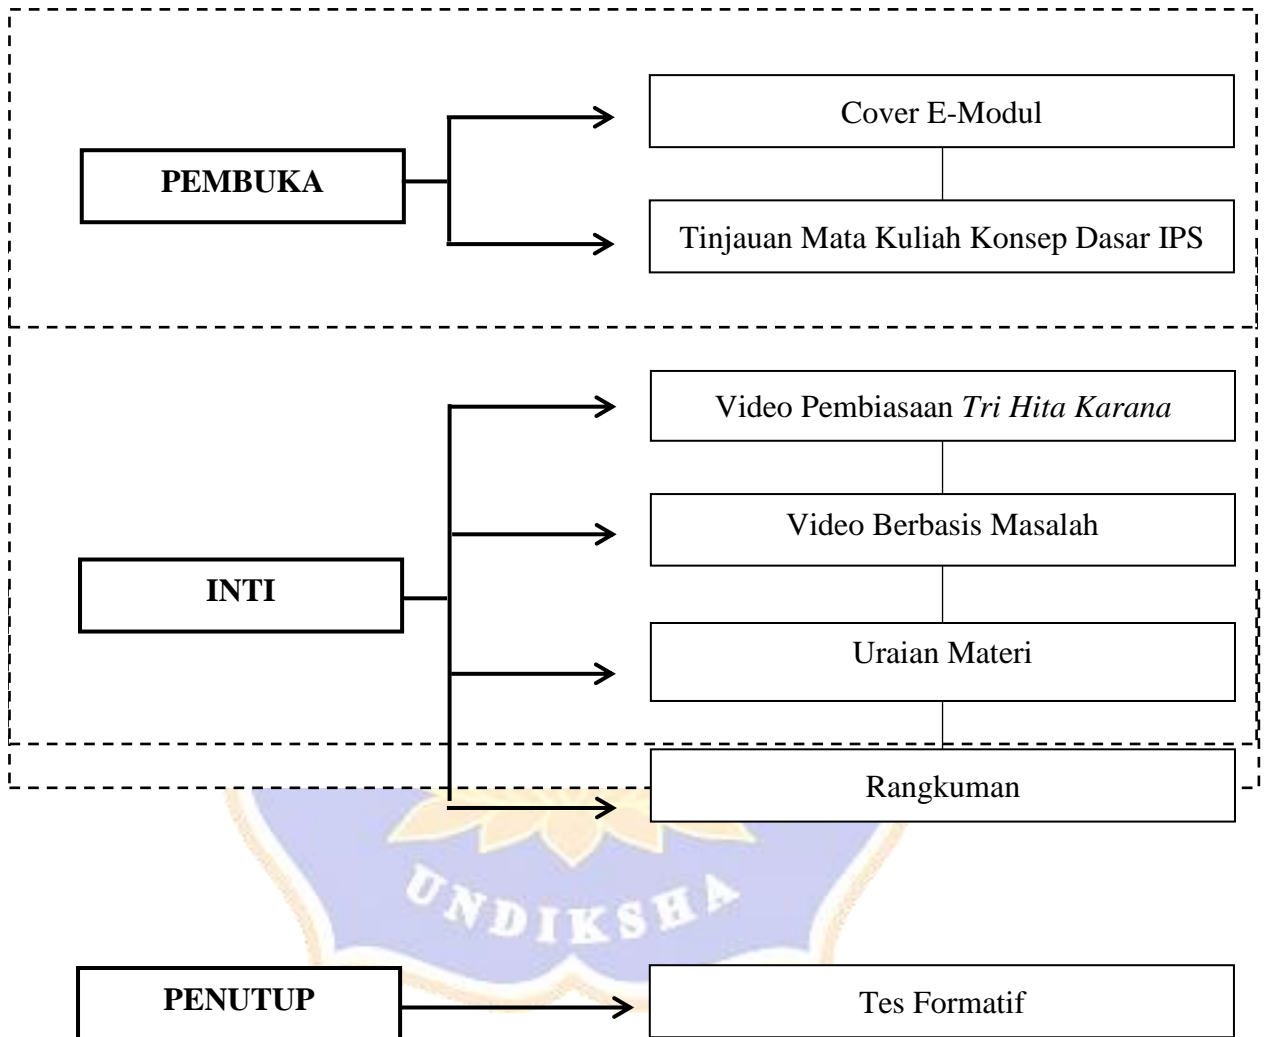 Cover E-Modul
PEMBUKA
Tinjauan Mata Kuliah Konsep Dasar IPS
Video Pembiasaan Tri Hita Karana
Video Berbasis Masalah
INTI
Uraian Materi
Rangkuman
UNDIKSHA
PENUTUP
Tes Formatif